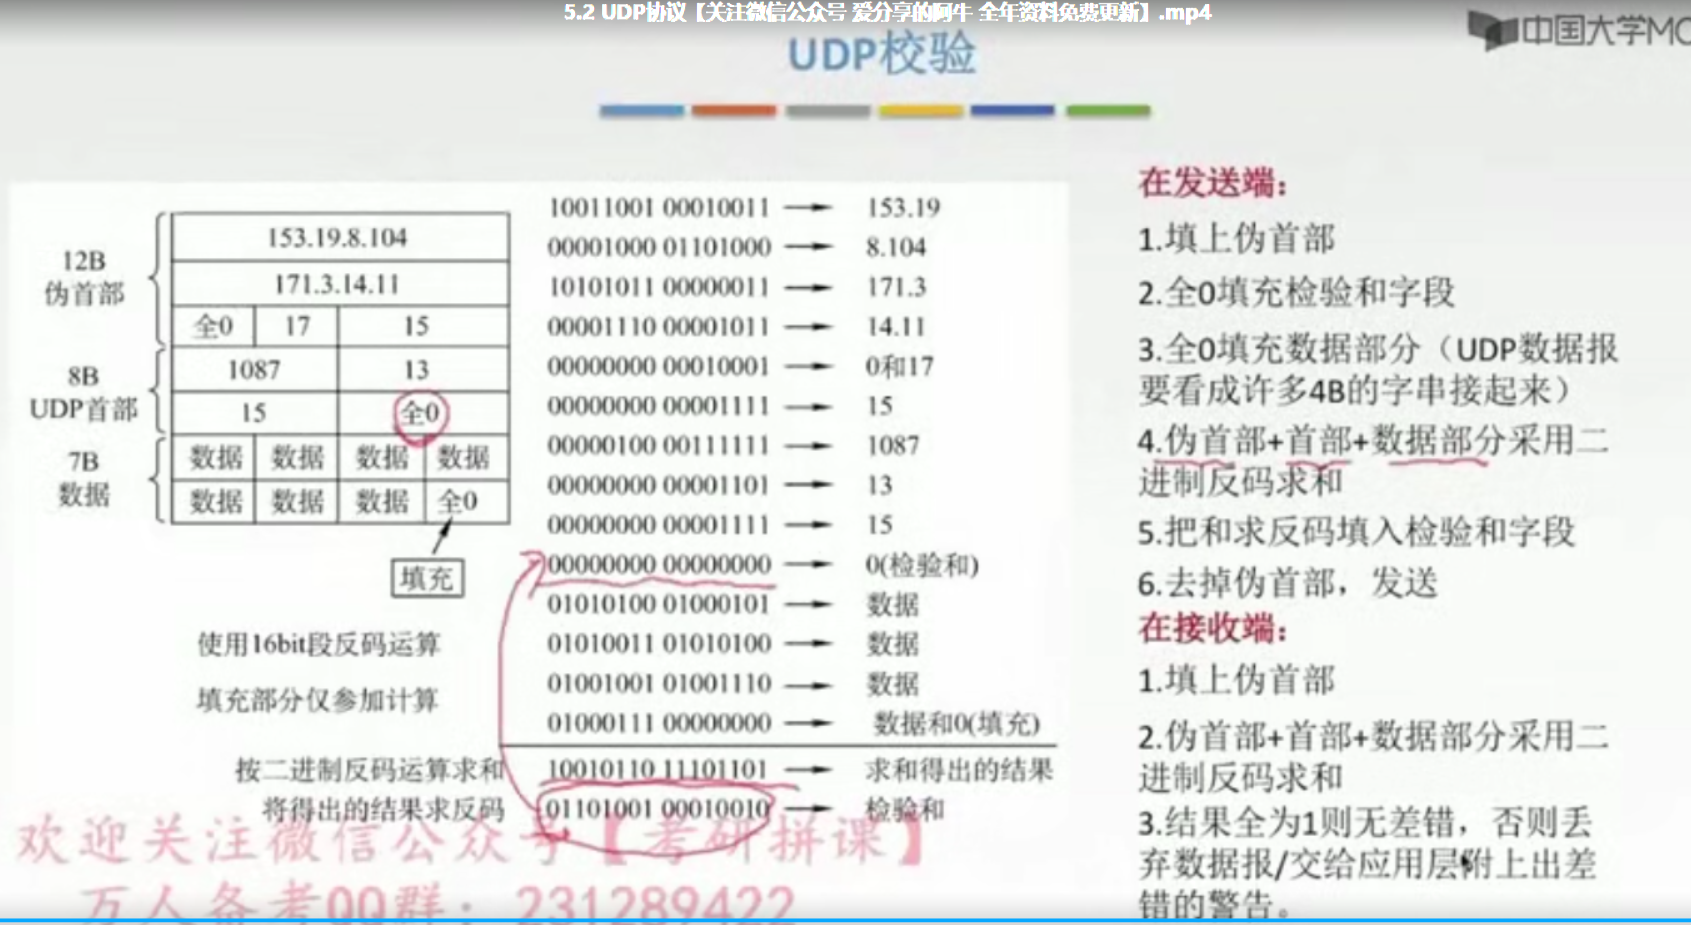 5.2 UDP协议【关注微信公众号 爱分享的阿牛 全年资料免费更新】.mp4
中国大学MO
UDP校验
12B
伪首部
153.19.8.104
171.3.14.11
全0 17 15
8B
UDP首部
1087 13
15 全0
7B
数据
数据 数据 数据 数据
数据 数据 数据 全0
填充
使用16bit段反码运算
填充部分仅参加计算
10011001 00010011 → 153.19
00001000 01101000 → 8.104
10101011 00000011 → 171.3
00001110 00001011 → 14.11
00000000 00010001 → 0和17
00000000 00001111 → 15
00000100 00111111 → 1087
00000000 00001101 → 13
00000000 00001111 → 15
00000000 00000000 → 0(检验和)
01010100 01000101 → 数据
01010011 01010100 → 数据
01001001 01001110 → 数据
01000111 00000000 → 数据和0(填充)
按二进制反码运算求和 10010110 11101101 → 求和得出的结果
将得出的结果求反码 01101001 00010010 → 检验和
在发送端：
1.填上伪首部
2.全0填充检验和字段
3.全0填充数据部分（UDP数据报
要看成许多4B的字串接起来）
4.伪首部+首部+数据部分采用二
进制反码求和
5.把和求反码填入检验和字段
6.去掉伪首部，发送
在接收端：
1.填上伪首部
2.伪首部+首部+数据部分采用二
进制反码求和
3.结果全为1则无差错，否则丢
弃数据报/交给应用层附上出差
错的警告。
欢迎关注微信公众号【考研拼课】
万人备考QQ群：231289422